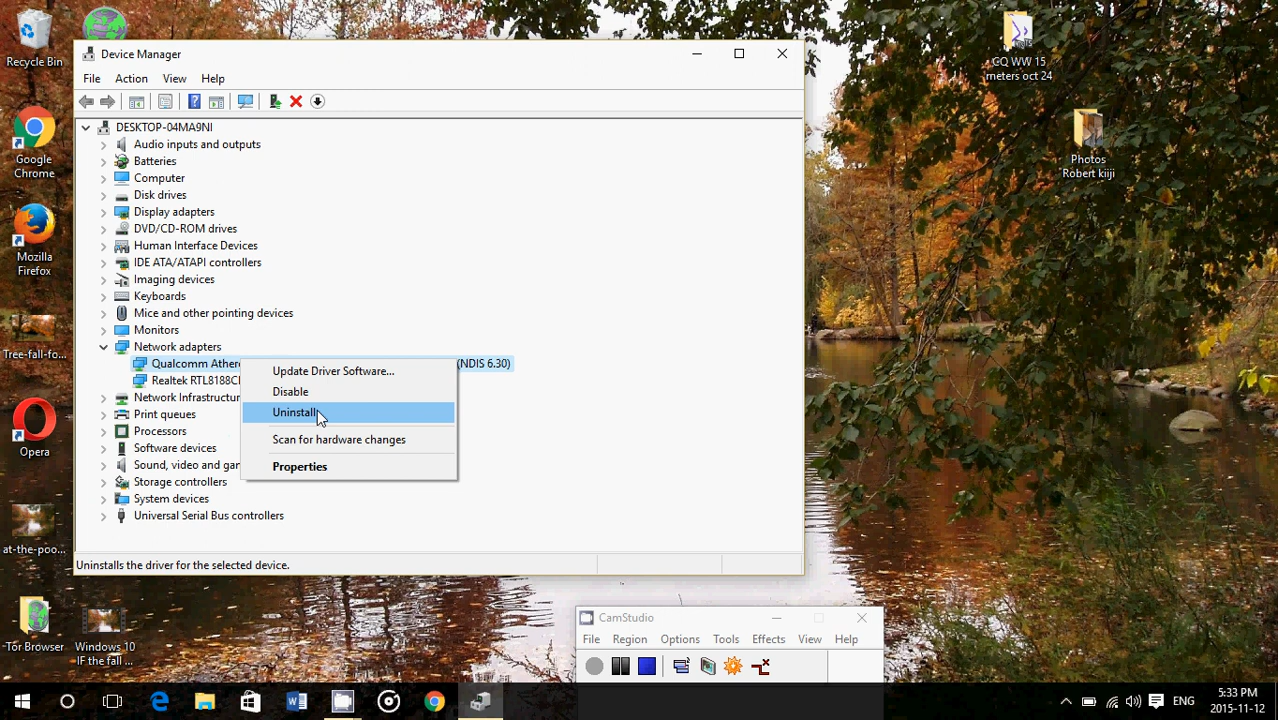 Recycle Bin
Google
Chrome
Mozilla
Firefox
Tree-fall-fo...
Opera
at-the-poo...
Tor Browser
Windows 10
IF the fall ...
CQ WW 15
meters oct 24
Photos
Robert kiiji
Device Manager
File Action View Help
DESKTOP-04MA9NI
Audio inputs and outputs
Batteries
Computer
Disk drives
Display adapters
DVD/CD-ROM drives
Human Interface Devices
IDE ATA/ATAPI controllers
Imaging devices
Keyboards
Mice and other pointing devices
Monitors
Network adapters
Qualcomm Ather (NDIS 6.30)
Realtek RTL8188C
Network Infrastructur
Print queues
Processors
Software devices
Sound, video and gar
Storage controllers
System devices
Universal Serial Bus controllers
Update Driver Software...
Disable
Uninstall
Scan for hardware changes
Properties
Uninstalls the driver for the selected device.
CamStudio
File Region Options Tools Effects View Help
ENG
5:33 PM
2015-11-12